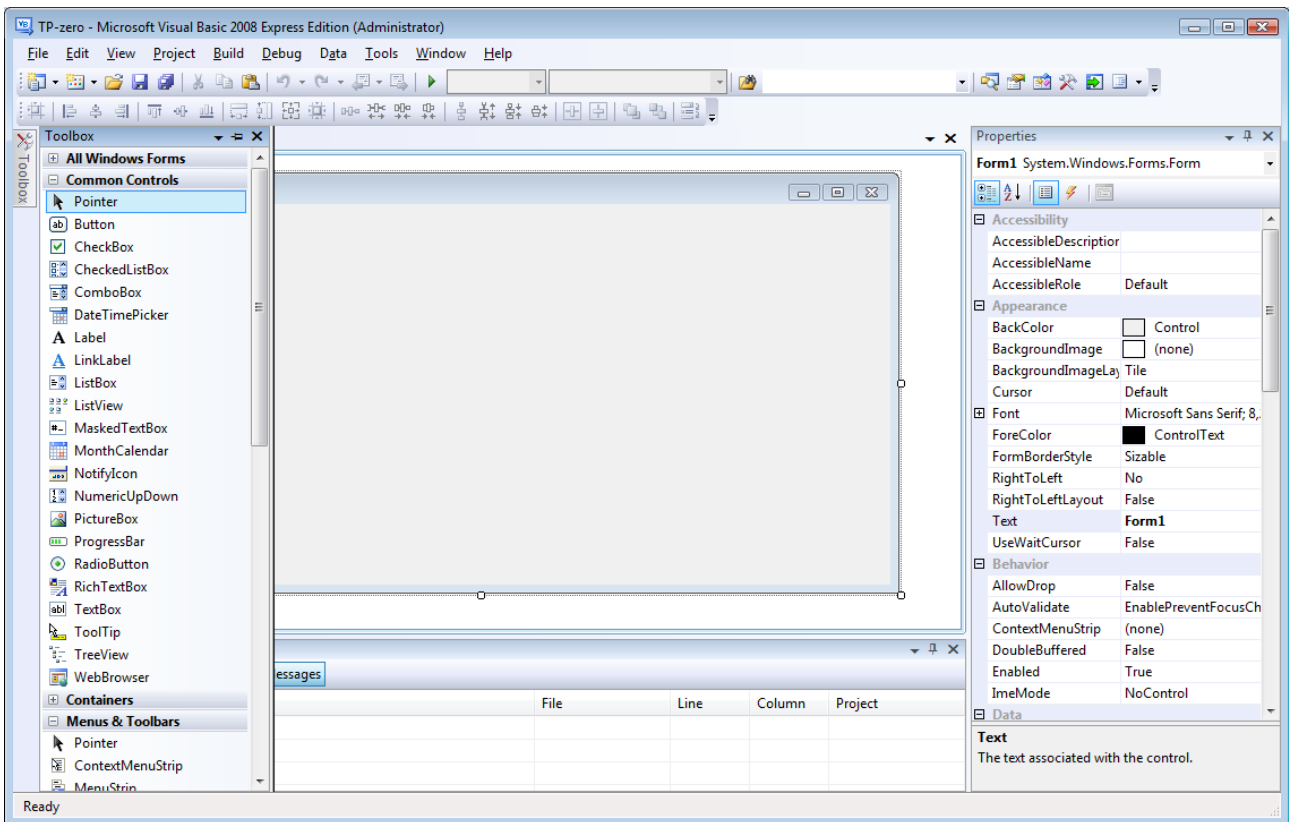 TP-zero - Microsoft Visual Basic 2008 Express Edition (Administrator)
File Edit View Project Build Debug Data Tools Window Help
Toolbox
Toolbox
All Windows Forms
Common Controls
Pointer
Button
CheckBox
CheckedListBox
ComboBox
DateTimePicker
Label
LinkLabel
ListBox
ListView
MaskedTextBox
MonthCalendar
NotifyIcon
NumericUpDown
PictureBox
ProgressBar
RadioButton
RichTextBox
TextBox
ToolTip
TreeView
WebBrowser
Containers
Menus & Toolbars
Pointer
ContextMenuStrip
MenuStrip
essages
File Line Column Project
Properties
Form1 System.Windows.Forms.Form
Accessibility
AccessibleDescription
AccessibleName
AccessibleRole Default
Appearance
BackColor Control
BackgroundImage (none)
BackgroundImageLay Tile
Cursor Default
Font Microsoft Sans Serif; 8,
ForeColor ControlText
FormBorderStyle Sizable
RightToLeft No
RightToLeftLayout False
Text Form1
UseWaitCursor False
Behavior
AllowDrop False
AutoValidate EnablePreventFocusCh
ContextMenuStrip (none)
DoubleBuffered False
Enabled True
ImeMode NoControl
Data
Text
The text associated with the control.
Ready